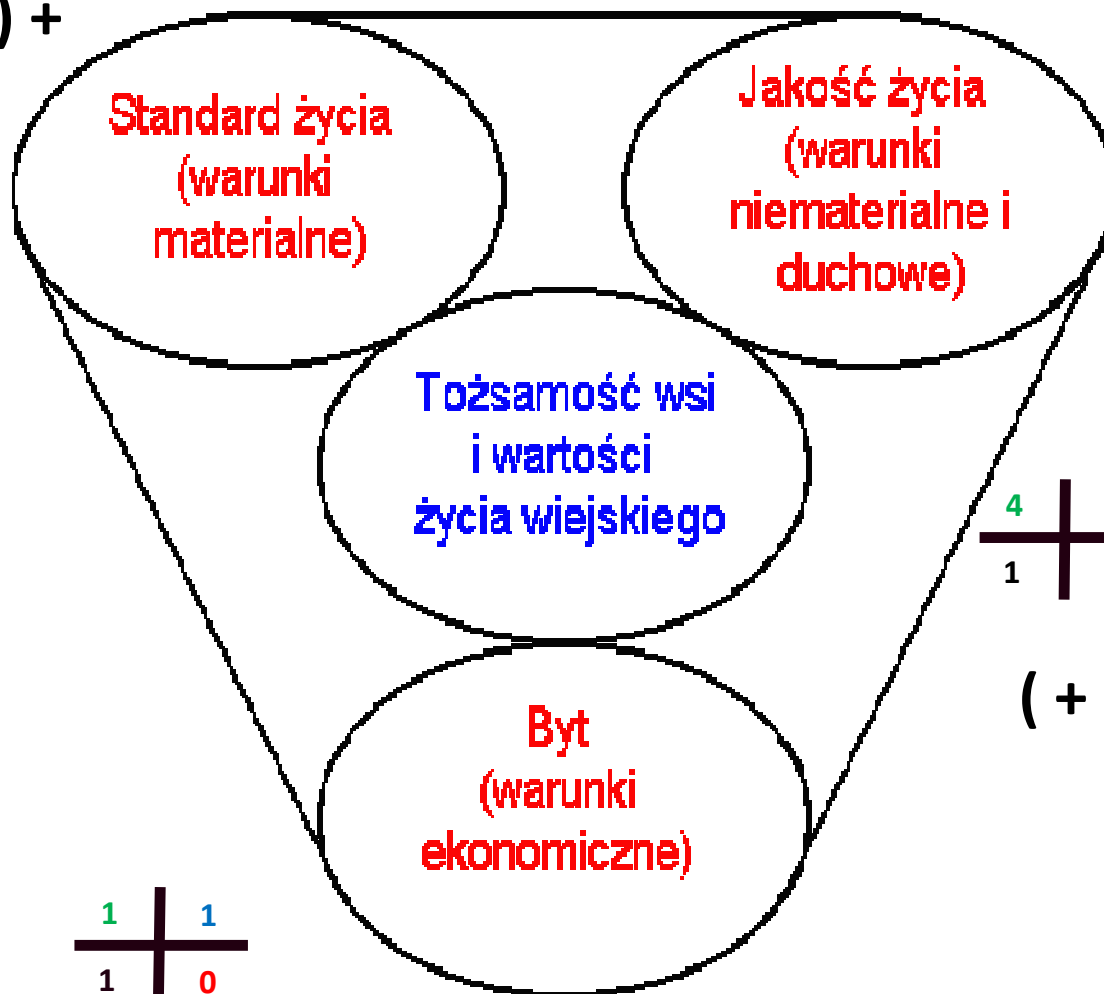 ) +
Standard życia
(warunki
materialne)
Jakość życia
(warunki
niematerialne i
duchowe)
Tożsamość wsi
i wartości
życia wiejskiego
4
1
( +
Byt
(warunki
ekonomiczne)
1 1
1 0